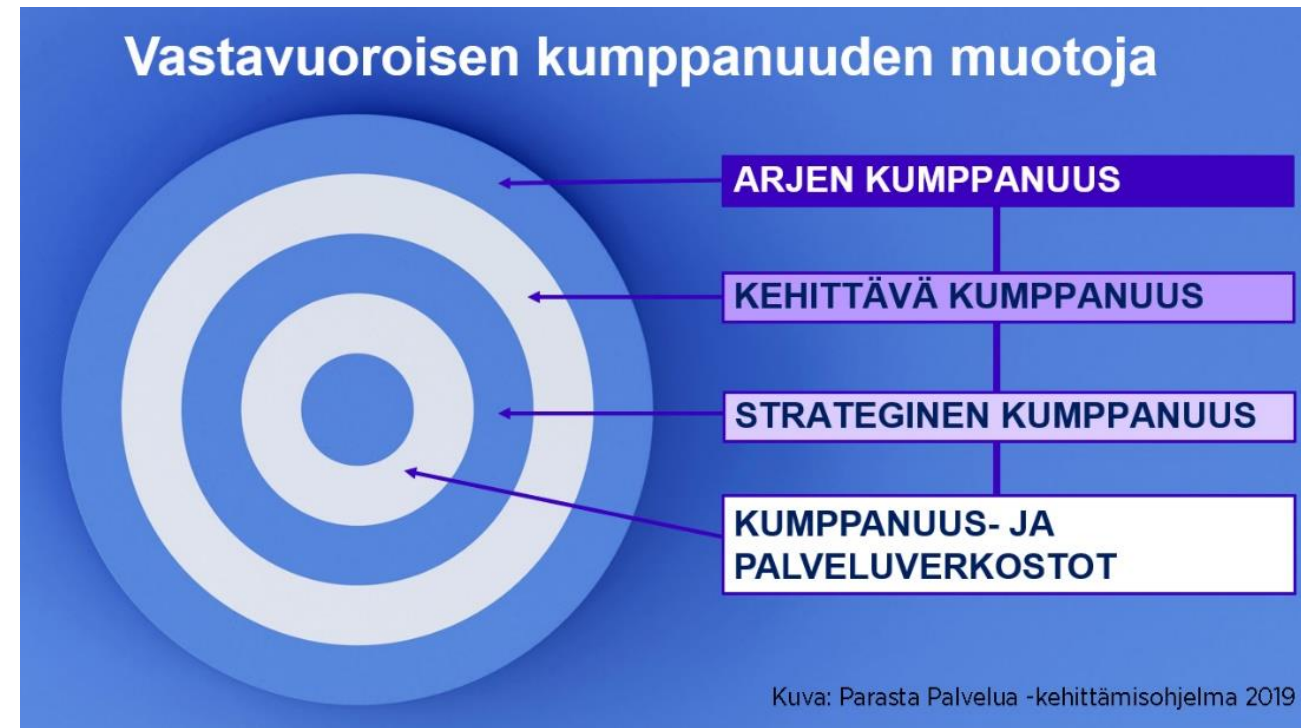 Vastavuoroisen kumppanuuden muotoja
ARJEN KUMPPANUUS
KEHITTÄVÄ KUMPPANUUS
STRATEGINEN KUMPPANUUS
KUMPPANUUS- JA
PALVELUVERKOSTOT
Kuva: Parasta Palvelua -kehittämisohjelma 2019